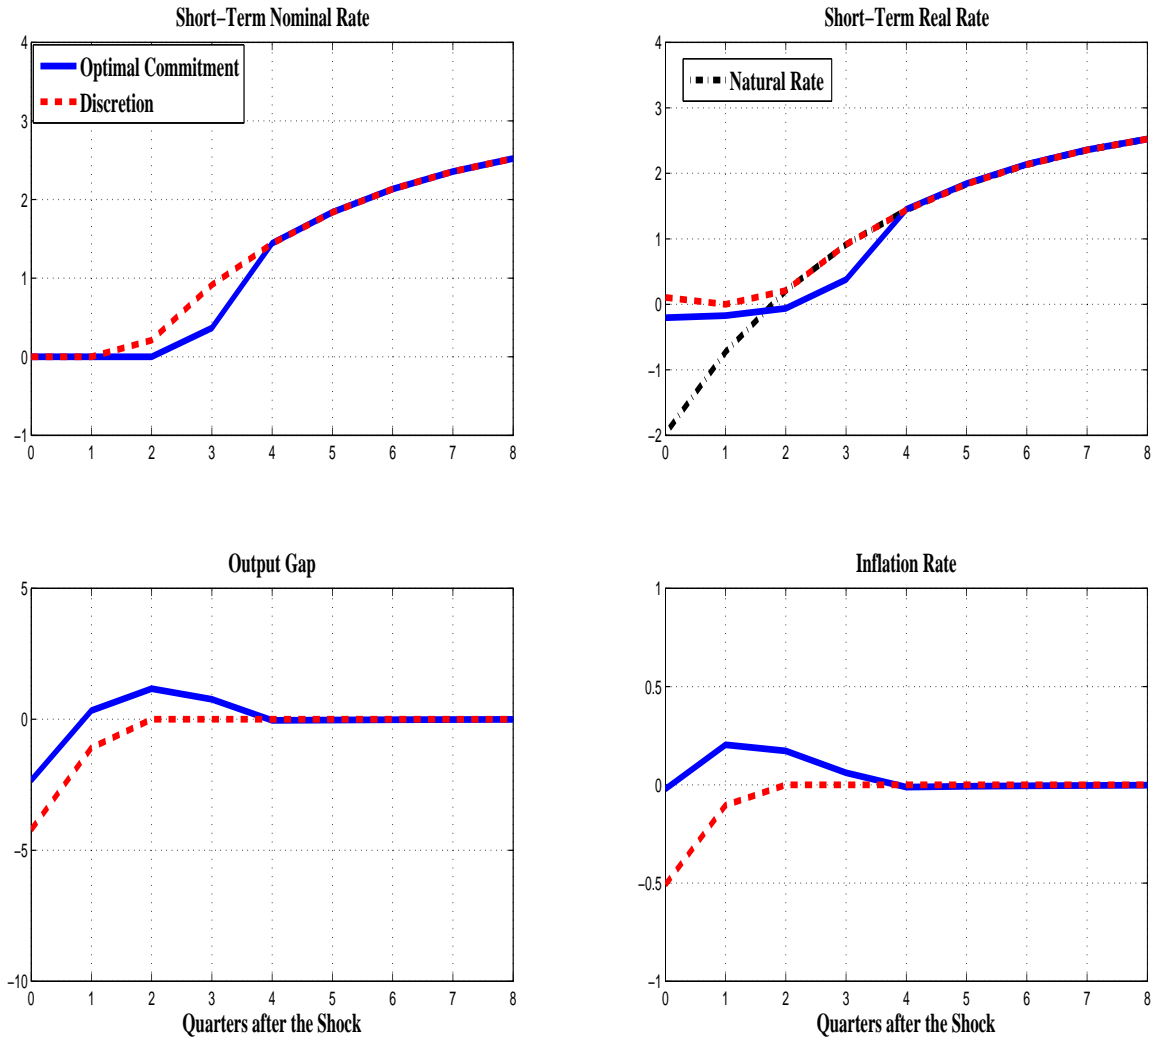 Short–Term Nominal Rate
4
3
2
1
0
−1
0 1 2 3 4 5 6 7 8
Optimal Commitment
Discretion
Short–Term Real Rate
4
3
2
1
0
−1
−2
0 1 2 3 4 5 6 7 8
Natural Rate
Output Gap
5
0
−5
−10
0 1 2 3 4 5 6 7 8
Quarters after the Shock
Inflation Rate
1
0.5
0
−0.5
−1
0 1 2 3 4 5 6 7 8
Quarters after the Shock